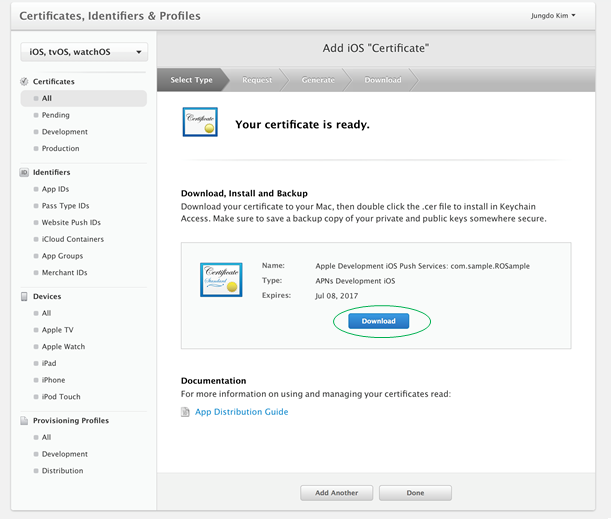 Certificates, Identifiers & Profiles
Jungdo Kim
iOS, tvOS, watchOS
Certificates
All
Pending
Development
Production
Identifiers
App IDs
Pass Type IDs
Website Push IDs
iCloud Containers
App Groups
Merchant IDs
Devices
All
Apple TV
Apple Watch
iPad
iPhone
iPod Touch
Provisioning Profiles
All
Development
Distribution
Add iOS "Certificate"
Select Type
Request
Generate
Download
Certificate
Your certificate is ready.
Download, Install and Backup
Download your certificate to your Mac, then double click the .cer file to install in Keychain
Access. Make sure to save a backup copy of your private and public keys somewhere secure.
Certificate
Standard
Name: Apple Development iOS Push Services: com.sample.ROSample
Type: APNs Development iOS
Expires: Jul 08, 2017
Download
Documentation
For more information on using and managing your certificates read:
App Distribution Guide
Add Another
Done